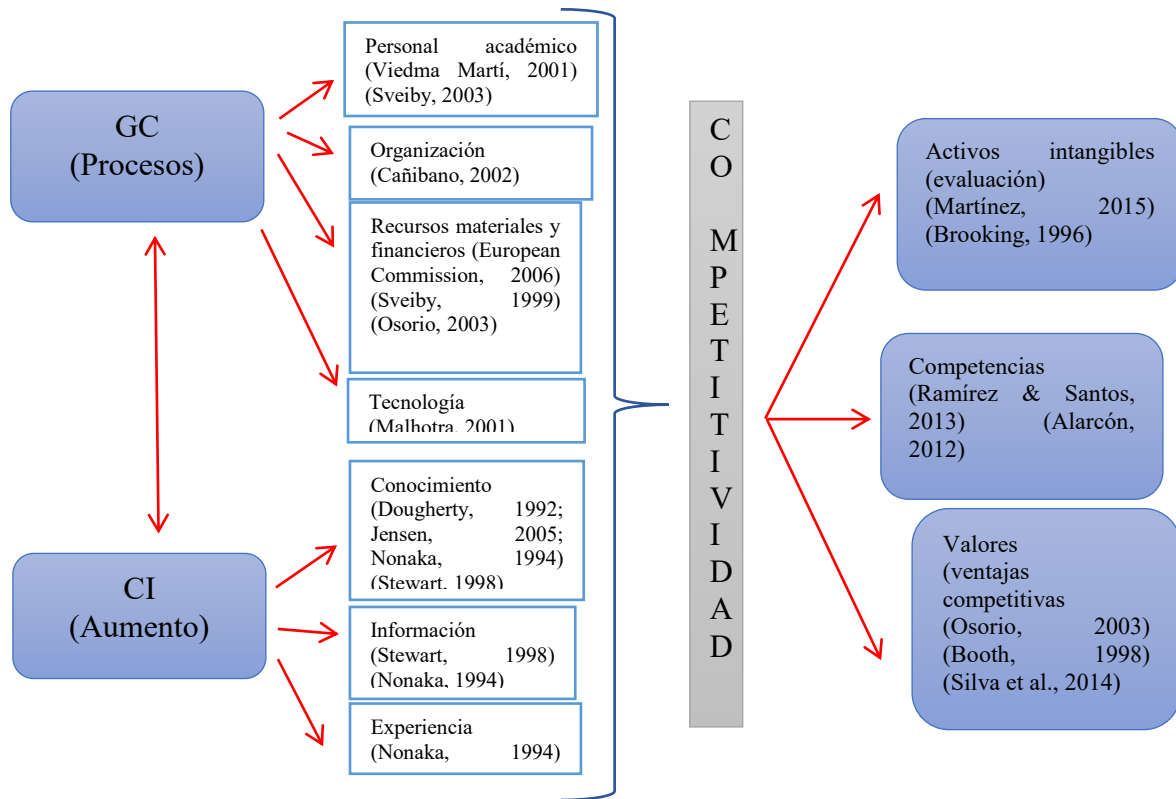 GC
(Procesos)
CI
(Aumento)
Personal académico
(Viedma Martí, 2001)
(Sveiby, 2003)
Organización
(Cañibano, 2002)
Recursos materiales y
financieros (European
Commission, 2006)
(Sveiby, 1999)
(Osorio, 2003)
Tecnología
(Malhotra, 2001)
Conocimiento
(Dougherty, 1992;
Jensen, 2005;
Nonaka, 1994)
(Stewart, 1998)
Información
(Stewart, 1998)
(Nonaka, 1994)
Experiencia
(Nonaka, 1994)
C
O
M
P
E
T
I
T
I
V
I
D
A
D
Activos intangibles
(evaluación)
(Martínez, 2015)
(Brooking, 1996)
Competencias
(Ramírez & Santos,
2013) (Alarcón,
2012)
Valores
(ventajas
competitivas
(Osorio, 2003)
(Booth, 1998)
(Silva et al., 2014)